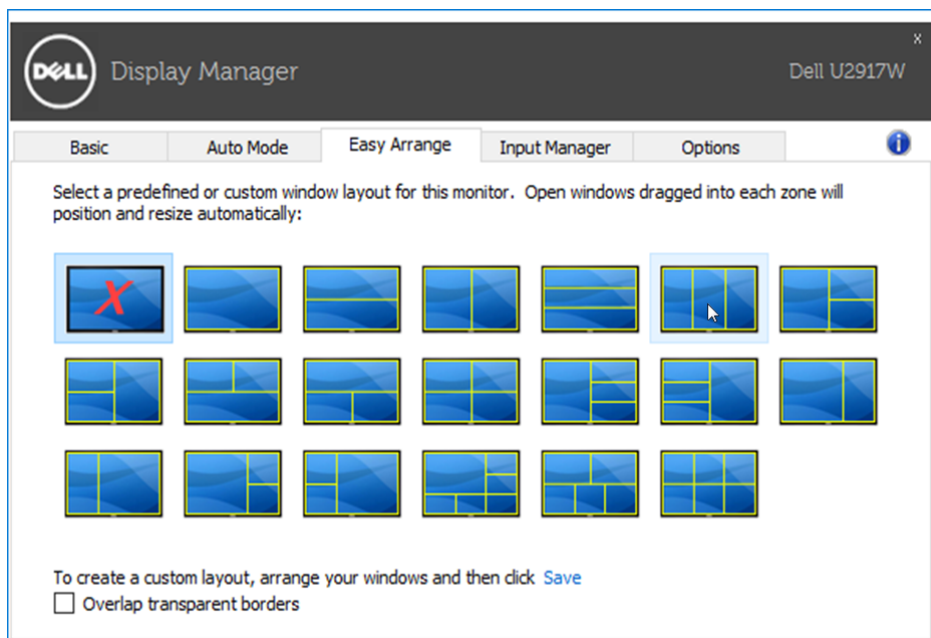 x
DELL Display Manager Dell U2917W
Basic Auto Mode Easy Arrange Input Manager Options i
Select a predefined or custom window layout for this monitor. Open windows dragged into each zone will
position and resize automatically:
X
To create a custom layout, arrange your windows and then click Save
Overlap transparent borders